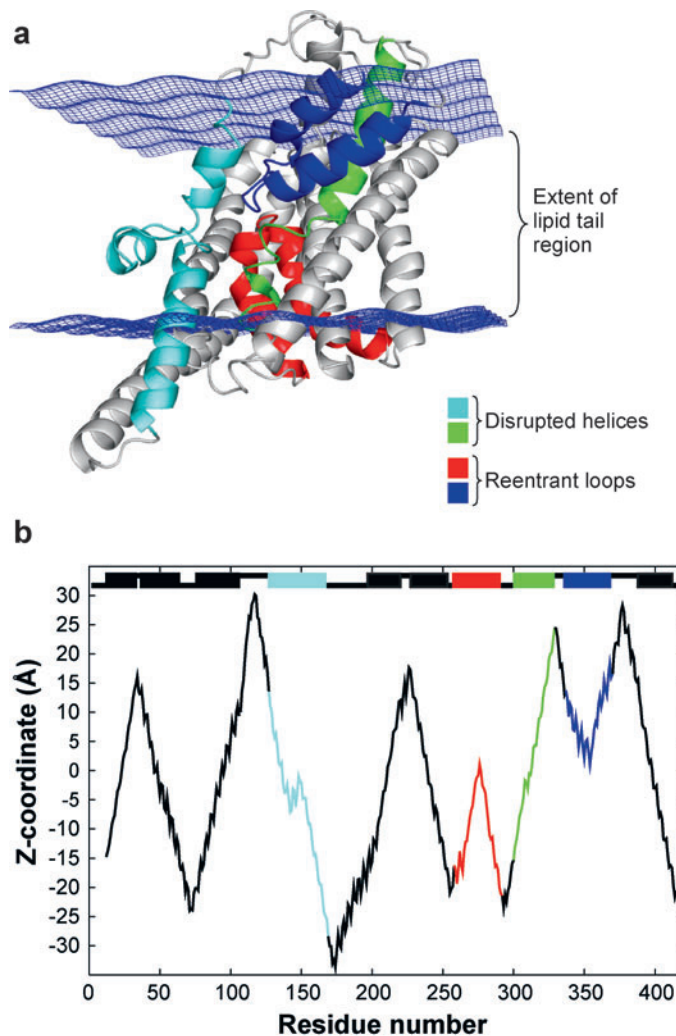 a
Extent of
lipid tail
region
Disrupted helices
Reentrant loops
b
30
25
20
15
10
5
0
-5
-10
-15
-20
-25
-30
Z-coordinate (Å)
0 50 100 150 200 250 300 350 400
Residue number